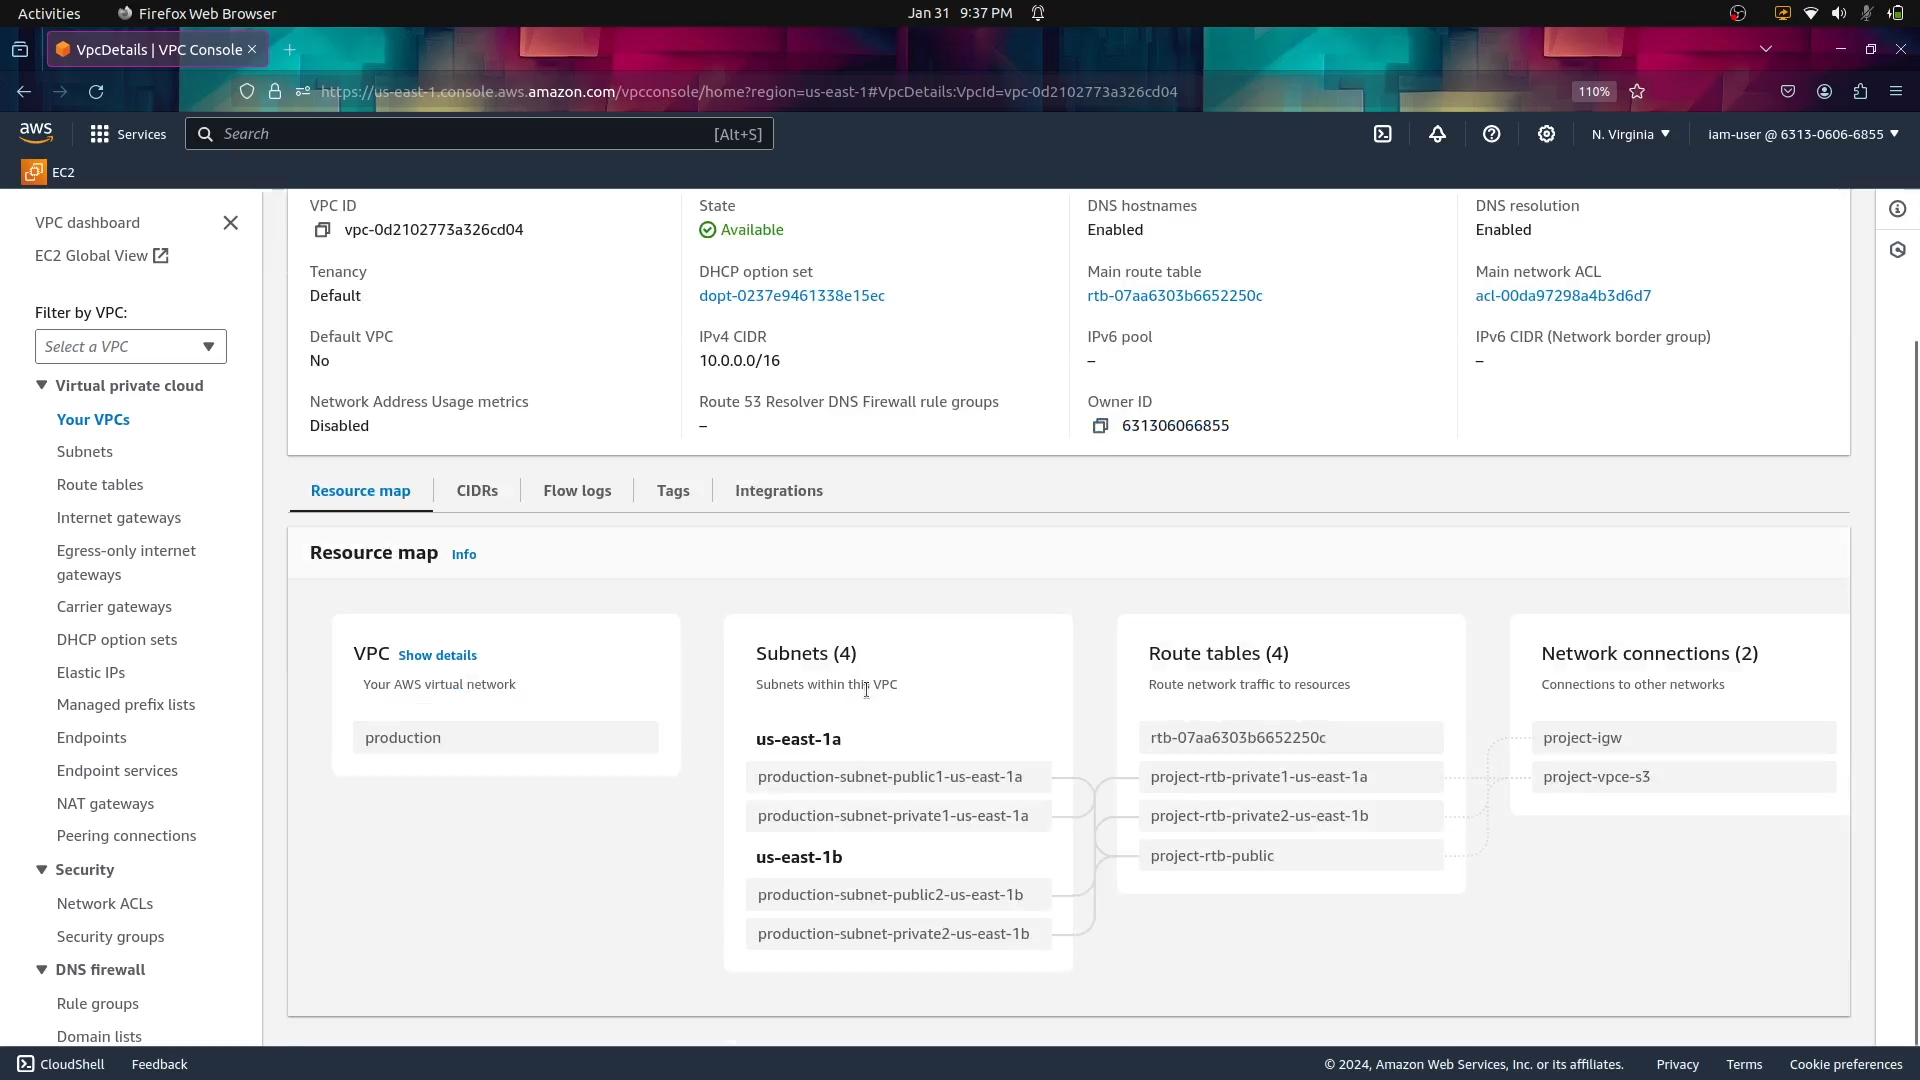 Activities
Firefox Web Browser
Jan 31 9:37 PM
VpcDetails | VPC Console
https://us-east-1.console.aws.amazon.com/vpcconsole/home?region=us-east-1#VpcDetails:VpcId=vpc-0d2102773a326cd04
110%
aws
Services
Search
[Alt+S]
N. Virginia
iam-user @ 6313-0606-6855
EC2
VPC dashboard
EC2 Global View
Filter by VPC:
Select a VPC
Virtual private cloud
Your VPCs
Subnets
Route tables
Internet gateways
Egress-only internet
gateways
Carrier gateways
DHCP option sets
Elastic IPs
Managed prefix lists
Endpoints
Endpoint services
NAT gateways
Peering connections
Security
Network ACLs
Security groups
DNS firewall
Rule groups
Domain lists
VPC ID
vpc-0d2102773a326cd04
State
Available
DNS hostnames
Enabled
DNS resolution
Enabled
Tenancy
Default
DHCP option set
dopt-0237e9461338e15ec
Main route table
rtb-07aa6303b6652250c
Main network ACL
acl-00da97298a4b3d6d7
Default VPC
No
IPv4 CIDR
10.0.0.0/16
IPv6 pool
–
IPv6 CIDR (Network border group)
–
Network Address Usage metrics
Disabled
Route 53 Resolver DNS Firewall rule groups
–
Owner ID
631306066855
Resource map
CIDRs
Flow logs
Tags
Integrations
Resource map Info
VPC Show details
Your AWS virtual network
production
Subnets (4)
Subnets within this VPC
us-east-1a
production-subnet-public1-us-east-1a
production-subnet-private1-us-east-1a
us-east-1b
production-subnet-public2-us-east-1b
production-subnet-private2-us-east-1b
Route tables (4)
Route network traffic to resources
rtb-07aa6303b6652250c
project-rtb-private1-us-east-1a
project-rtb-private2-us-east-1b
project-rtb-public
Network connections (2)
Connections to other networks
project-igw
project-vpce-s3
CloudShell
Feedback
© 2024, Amazon Web Services, Inc. or its affiliates.
Privacy
Terms
Cookie preferences